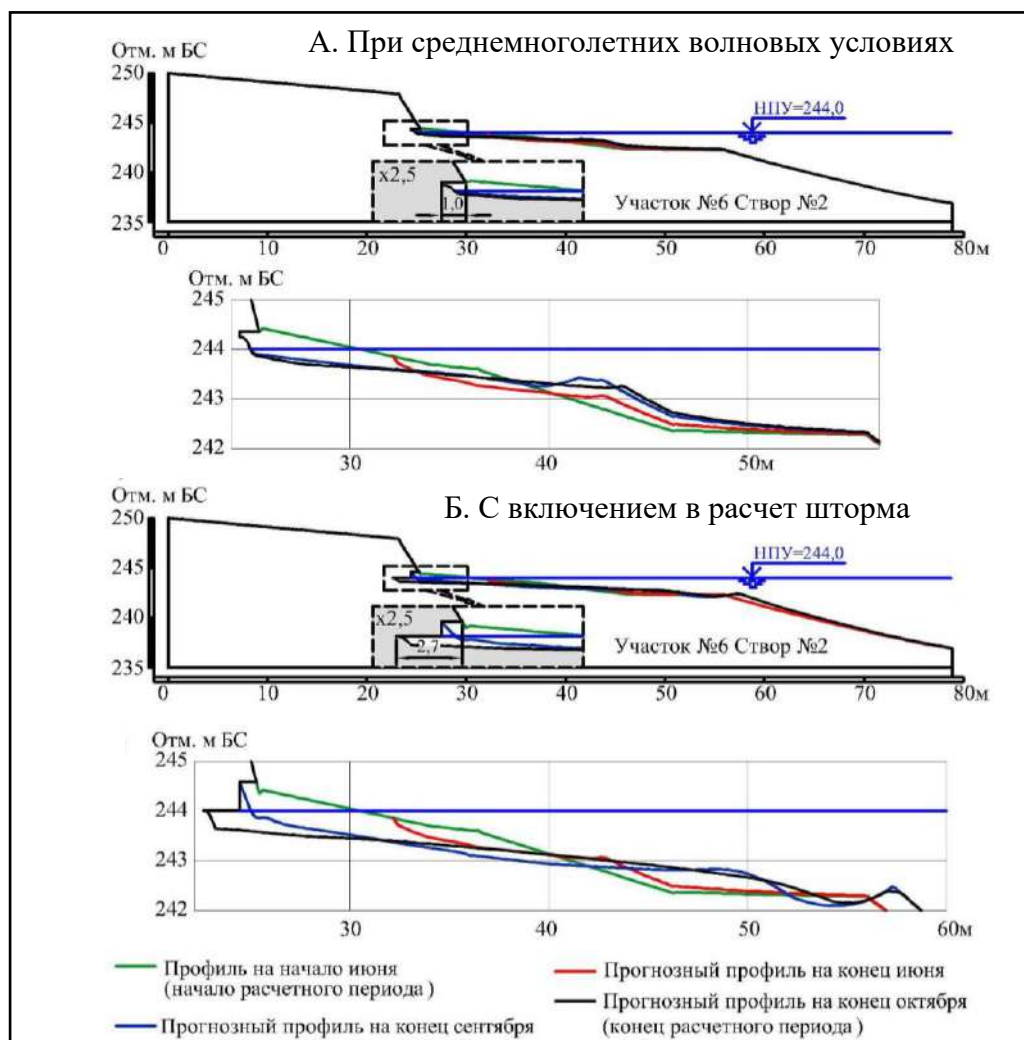 А. При среднемноголетних волновых условиях
Отм. м БС
250
245
240
235
НПУ=244,0
x2,5
1,0
Участок №6 Створ №2
0 10 20 30 40 50 60 70 80м
Отм. м БС
245
244
243
242
30 40 50м
Б. С включением в расчет шторма
Отм. м БС
250
245
240
235
НПУ=244,0
x2,5
2,7
Участок №6 Створ №2
0 10 20 30 40 50 60 70 80м
Отм. м БС
245
244
243
242
30 40 50 60м
Профиль на начало июня
(начало расчетного периода)
Прогнозный профиль на конец сентября
Прогнозный профиль на конец июня
Прогнозный профиль на конец октября
(конец расчетного периода)